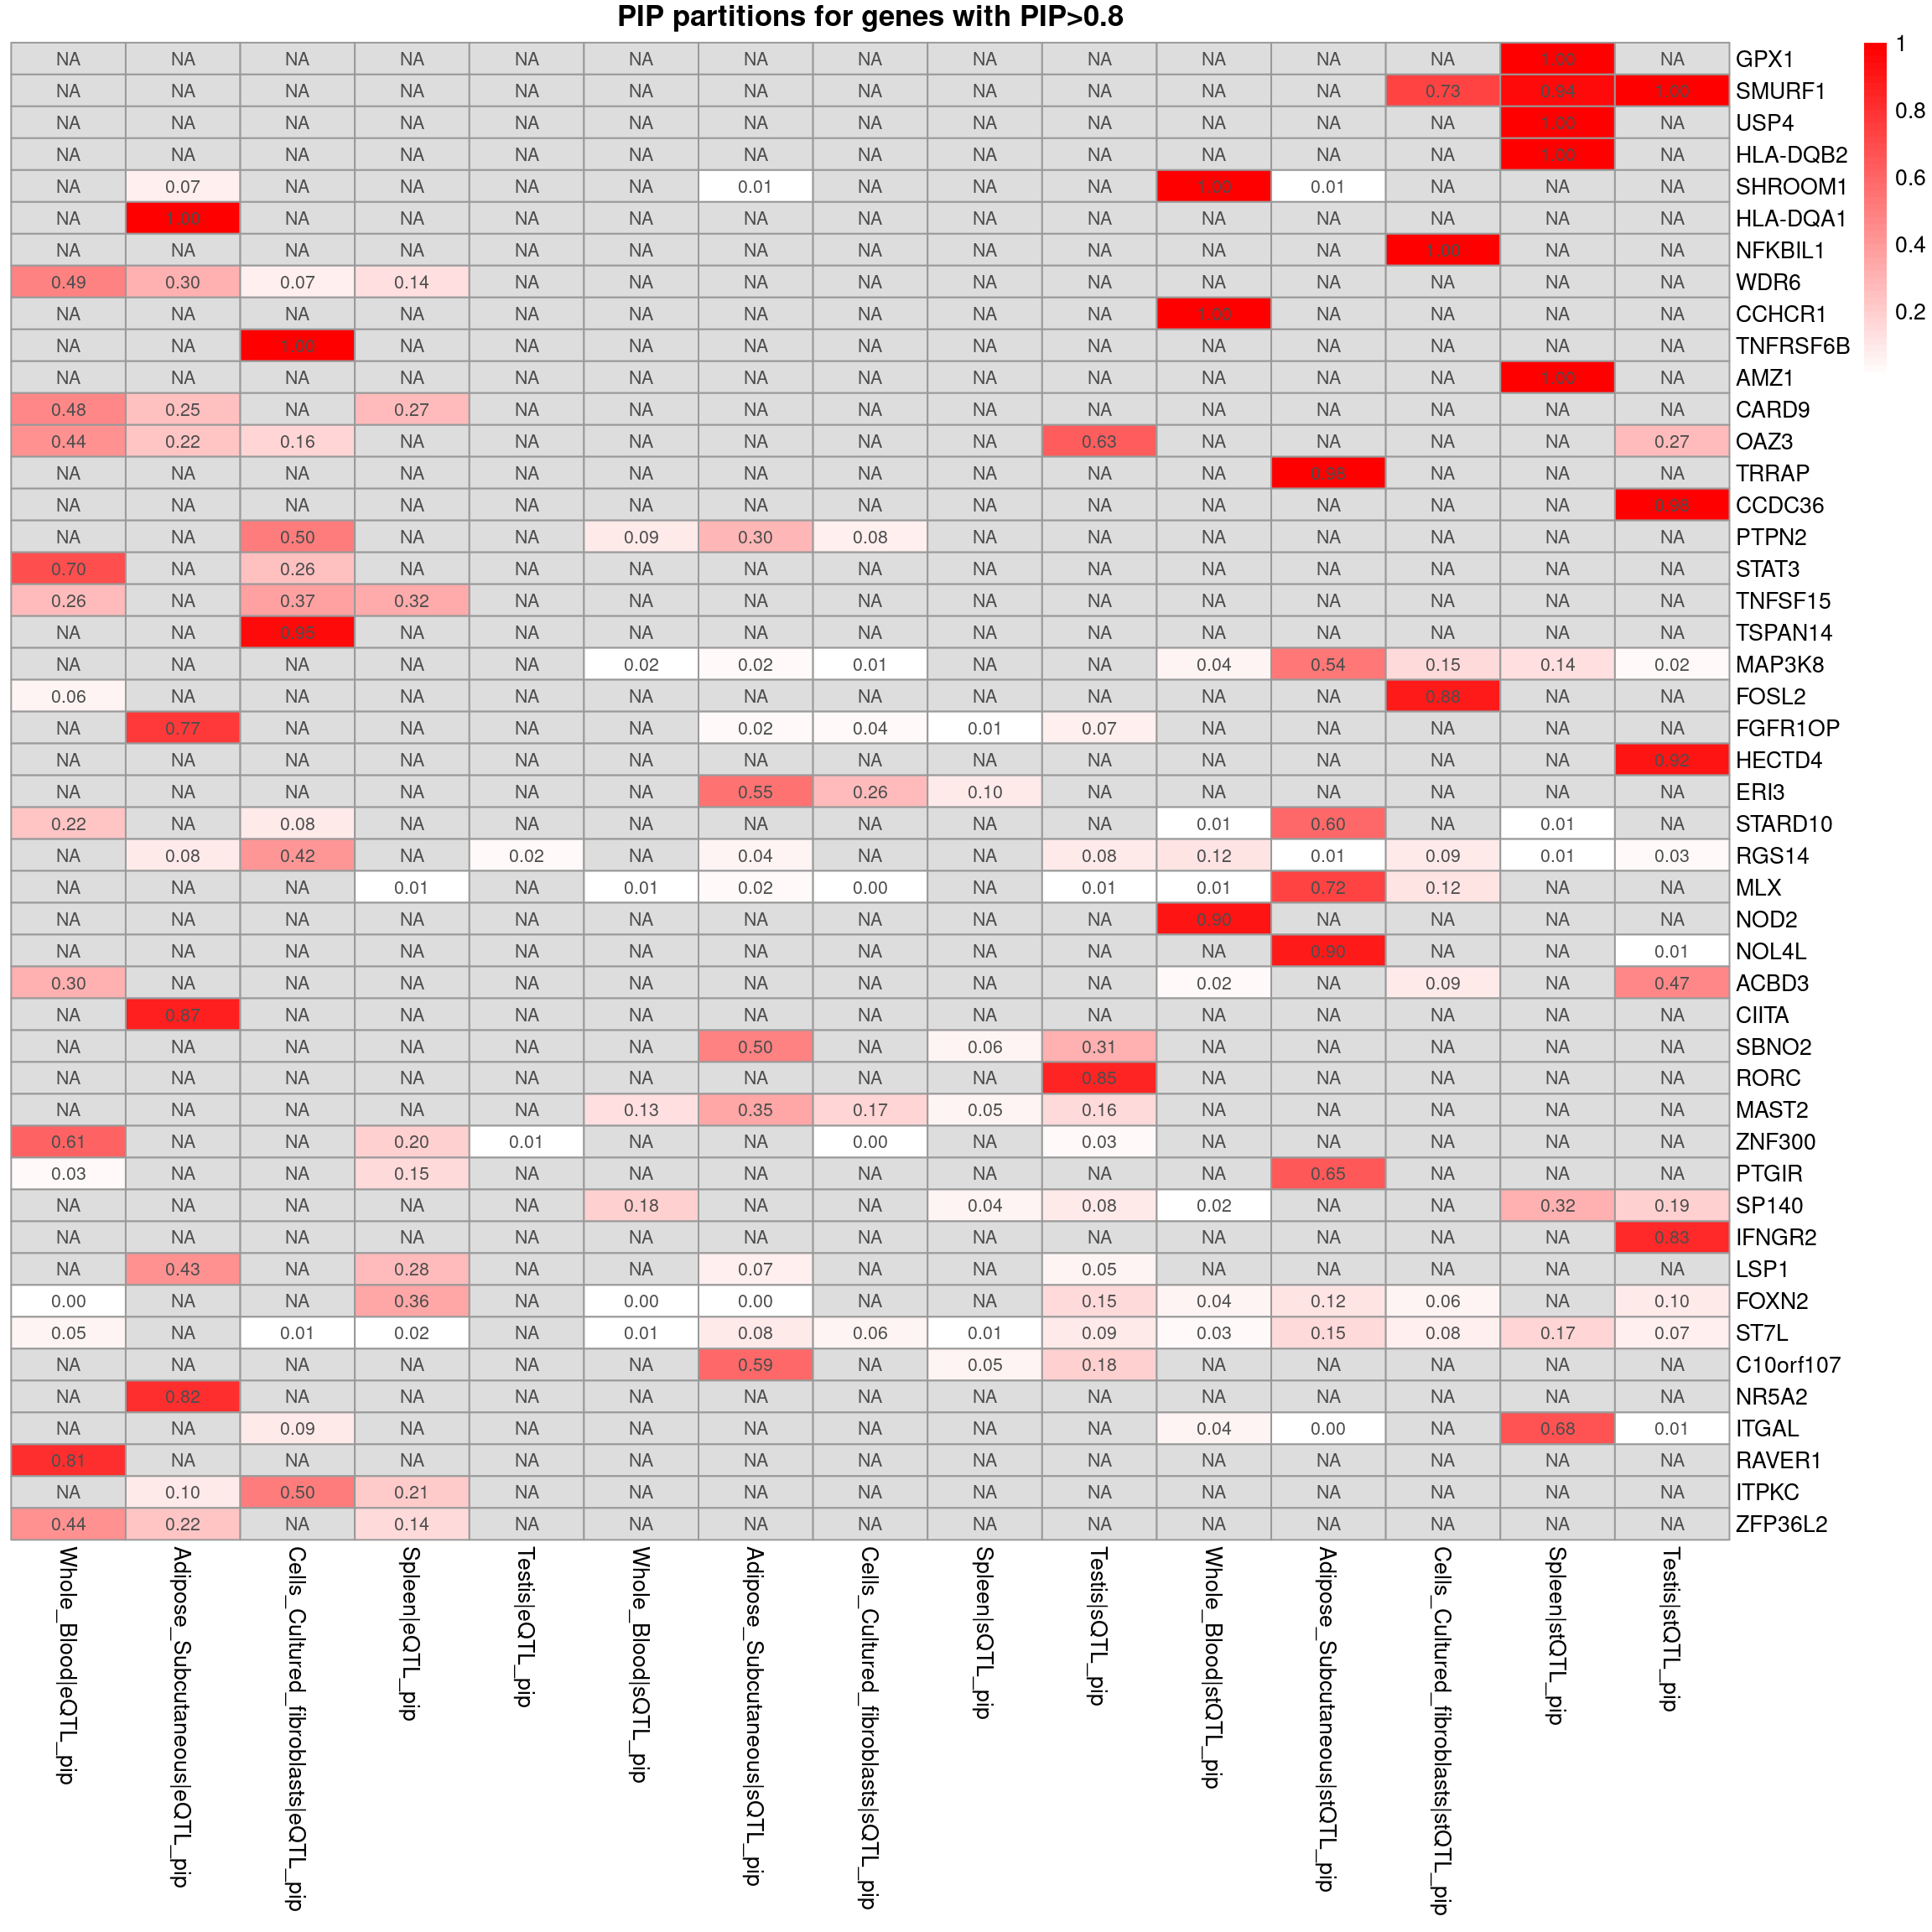 PIP partitions for genes with PIP>0.8
NA NA NA NA NA NA NA NA NA NA NA NA NA 1.00 NA GPX1
NA NA NA NA NA NA NA NA NA NA NA NA 0.73 0.94 1.00 SMURF1
NA NA NA NA NA NA NA NA NA NA NA NA NA 1.00 NA USP4
NA NA NA NA NA NA NA NA NA NA NA NA NA 1.00 NA HLA-DQB2
NA 0.07 NA NA NA NA 0.01 NA NA NA 1.00 0.01 NA NA NA SHROOM1
NA 1.00 NA NA NA NA NA NA NA NA NA NA NA NA NA HLA-DQA1
NA NA NA NA NA NA NA NA NA NA NA NA 1.00 NA NA NFKBIL1
0.49 0.30 0.07 0.14 NA NA NA NA NA NA NA NA NA NA NA WDR6
NA NA NA NA NA NA NA NA NA NA 1.00 NA NA NA NA CCHCR1
NA NA 1.00 NA NA NA NA NA NA NA NA NA NA NA NA TNFRSF6B
NA NA NA NA NA NA NA NA NA NA NA NA NA 1.00 NA AMZ1
0.48 0.25 NA 0.27 NA NA NA NA NA NA NA NA NA NA NA CARD9
0.44 0.22 0.16 NA NA NA NA NA NA 0.63 NA NA NA NA 0.27 OAZ3
NA NA NA NA NA NA NA NA NA NA NA 0.98 NA NA NA TRRAP
NA NA NA NA NA NA NA NA NA NA NA NA NA NA 0.98 CCDC36
NA NA 0.50 NA NA 0.09 0.30 0.08 NA NA NA NA NA NA NA PTPN2
0.70 NA 0.26 NA NA NA NA NA NA NA NA NA NA NA NA STAT3
0.26 NA 0.37 0.32 NA NA NA NA NA NA NA NA NA NA NA TNFSF15
NA NA 0.95 NA NA NA NA NA NA NA NA NA NA NA NA TSPAN14
NA NA NA NA NA 0.02 0.02 0.01 NA NA 0.04 0.54 0.15 0.14 0.02 MAP3K8
0.06 NA NA NA NA NA NA NA NA NA NA NA 0.88 NA NA FOSL2
NA 0.77 NA NA NA NA 0.02 0.04 0.01 0.07 NA NA NA NA NA FGFR1OP
NA NA NA NA NA NA NA NA NA NA NA NA NA NA 0.92 HECTD4
NA NA NA NA NA NA 0.55 0.26 0.10 NA NA NA NA NA NA ERI3
0.22 NA 0.08 NA NA NA NA NA NA NA 0.01 0.60 NA 0.01 NA STARD10
NA 0.08 0.42 NA 0.02 NA 0.04 NA NA 0.08 0.12 0.01 0.09 0.01 0.03 RGS14
NA NA NA 0.01 NA 0.01 0.02 0.00 NA 0.01 0.01 0.72 0.12 NA NA MLX
NA NA NA NA NA NA NA NA NA NA 0.90 NA NA NA NA NOD2
NA NA NA NA NA NA NA NA NA NA NA 0.90 NA NA 0.01 NOL4L
0.30 NA NA NA NA NA NA NA NA NA 0.02 NA 0.09 NA 0.47 ACBD3
NA 0.87 NA NA NA NA NA NA NA NA NA NA NA NA NA CIITA
NA NA NA NA NA NA 0.50 NA 0.06 0.31 NA NA NA NA NA SBNO2
NA NA NA NA NA NA NA NA NA 0.85 NA NA NA NA NA RORC
NA NA NA NA NA 0.13 0.35 0.17 0.05 0.16 NA NA NA NA NA MAST2
0.61 NA NA 0.20 0.01 NA NA 0.00 NA 0.03 NA NA NA NA NA ZNF300
0.03 NA NA 0.15 NA NA NA NA NA NA NA 0.65 NA NA NA PTGIR
NA NA NA NA NA 0.18 NA NA 0.04 0.08 0.02 NA NA 0.32 0.19 SP140
NA NA NA NA NA NA NA NA NA NA NA NA NA NA 0.83 IFNGR2
NA 0.43 NA 0.28 NA NA 0.07 NA NA 0.05 NA NA NA NA NA LSP1
0.00 NA NA 0.36 NA 0.00 0.00 NA NA 0.15 0.04 0.12 0.06 NA 0.10 FOXN2
0.05 NA 0.01 0.02 NA 0.01 0.08 0.06 0.01 0.09 0.03 0.15 0.08 0.17 0.07 ST7L
NA NA NA NA NA NA 0.59 NA 0.05 0.18 NA NA NA NA NA C10orf107
NA 0.82 NA NA NA NA NA NA NA NA NA NA NA NA NA NR5A2
NA NA 0.09 NA NA NA NA NA NA NA 0.04 0.00 NA 0.68 0.01 ITGAL
0.81 NA NA NA NA NA NA NA NA NA NA NA NA NA NA RAVER1
NA 0.10 0.50 0.21 NA NA NA NA NA NA NA NA NA NA NA ITPKC
0.44 0.22 NA 0.14 NA NA NA NA NA NA NA NA NA NA NA ZFP36L2
Whole_Blood|eQTL_pip
Adipose_Subcutaneous|eQTL_pip
Cells_Cultured_fibroblasts|eQTL_pip
Spleen|eQTL_pip
Testis|eQTL_pip
Whole_Blood|sQTL_pip
Adipose_Subcutaneous|sQTL_pip
Cells_Cultured_fibroblasts|sQTL_pip
Spleen|sQTL_pip
Testis|sQTL_pip
Whole_Blood|stQTL_pip
Adipose_Subcutaneous|stQTL_pip
Cells_Cultured_fibroblasts|stQTL_pip
Spleen|stQTL_pip
Testis|stQTL_pip
1
0.8
0.6
0.4
0.2